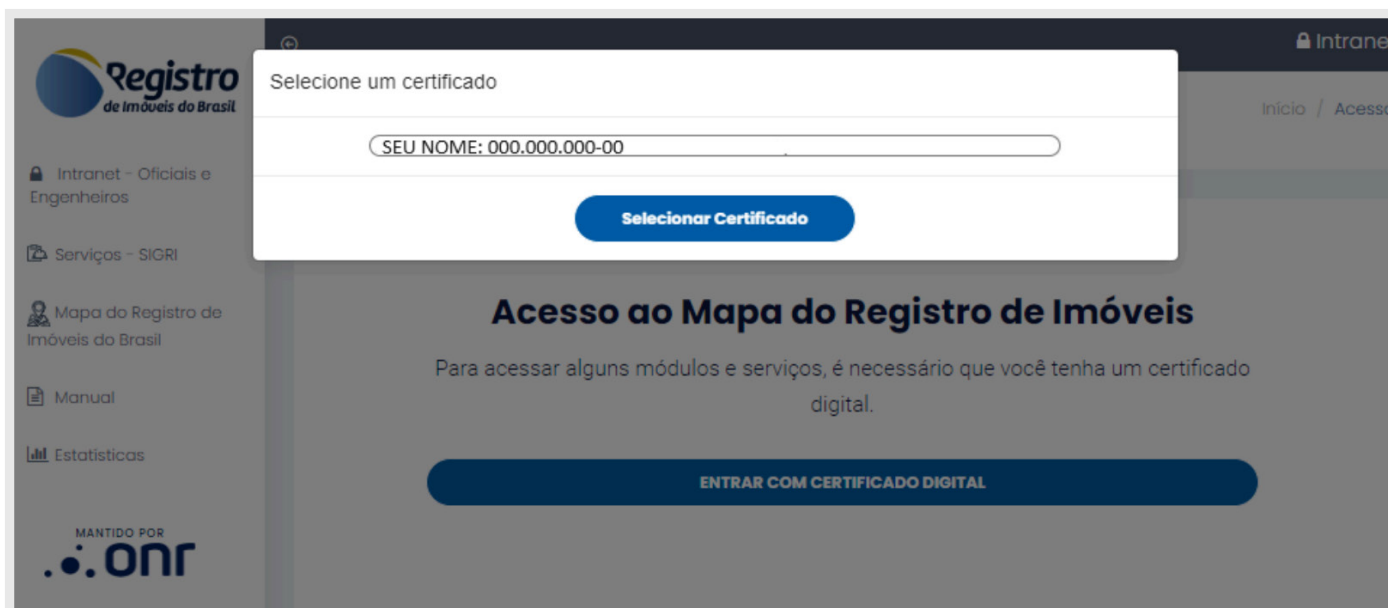 Registro
de Imóveis do Brasil
Intranet - Oficiais e
Engenheiros
Serviços - SIGRI
Mapa do Registro de
Imóveis do Brasil
Manual
Estatísticas
MANTIDO POR
onr
Intrane
Início / Acesso
Selecione um certificado
SEU NOME: 000.000.000-00
Selecionar Certificado
Acesso ao Mapa do Registro de Imóveis
Para acessar alguns módulos e serviços, é necessário que você tenha um certificado
digital.
ENTRAR COM CERTIFICADO DIGITAL